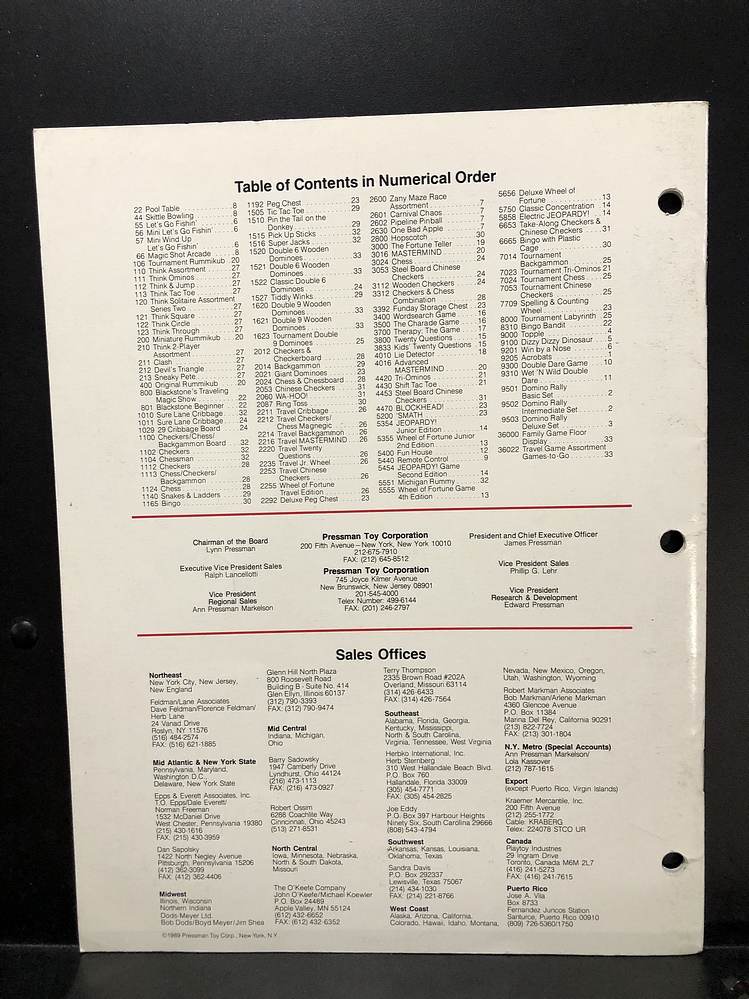 Table of Contents in Numerical Order
22 Pool Table 8
44 Skittle Bowling 8
55 Let's Go Fishin' 6
56 Mini Let's Go Fishin' 6
57 Mini Wind Up
Let's Go Fishin' 6
66 Magic Shot Arcade 8
106 Tournament Rummikub 20
110 Think Assortment 27
111 Think Ominos 27
112 Think & Jump 27
113 Think Tac Toe 27
120 Think Solitaire Assortment
Series Two 27
121 Think Square 27
122 Think Circle 27
123 Think Through 27
200 Miniature Rummikub 20
210 Think 2-Player
Assortment 27
211 Clash 27
212 Devil's Triangle 27
213 Sneaky Pete 27
400 Original Rummikub 20
800 Blackstone's Traveling
Magic Show 22
801 Blackstone Beginner 22
1010 Sure Lane Cribbage 32
1011 Sure Lane Cribbage 24
1029 29 Cribbage Board 24
1100 Checkers/Chess/
Backgammon Board 32
1102 Checkers 32
1104 Chessman 32
1112 Checkers 28
1113 Chess/Checkers/
Backgammon 28
1124 Chess 28
1140 Snakes & Ladders 29
1165 Bingo 30
1192 Peg Chest 23
1505 Tic Tac Toe 29
1510 Pin the Tail on the
Donkey 29
1515 Pick Up Sticks 32
1516 Super Jacks 32
1520 Double 6 Wooden
Dominoes 33
1521 Double 6 Wooden
Dominoes 33
1522 Classic Double 6
Dominoes 24
1527 Tiddly Winks 29
1620 Double 9 Wooden
Dominoes 33
1621 Double 9 Wooden
Dominoes 33
1623 Tournament Double
9 Dominoes 25
2012 Checkers &
Checkerboard 28
2014 Backgammon 29
2021 Giant Dominoes 23
2024 Chess & Chessboard 28
2053 Chinese Checkers 31
2060 WA-HOO! 31
2087 Ring Toss 30
2211 Travel Cribbage 26
2212 Travel Checkers/
Chess Magnegic 26
2214 Travel Backgammon 26
2216 Travel MASTERMIND 26
2220 Travel Twenty
Questions 26
2235 Travel Jr. Wheel 26
2253 Travel Chinese
Checkers 26
2255 Wheel of Fortune
Travel Edition 26
2292 Deluxe Peg Chest 23
2600 Zany Maze Race
Assortment 7
2601 Carnival Chaos 7
2602 Pipeline Pinball 7
2630 One Bad Apple 7
2800 Hopscotch 30
3000 The Fortune Teller 19
3016 MASTERMIND 20
3024 Chess 24
3053 Steel Board Chinese
Checkers 24
3112 Wooden Checkers 24
3312 Checkers & Chess
Combination 28
3392 Funday Storage Chest 23
3400 Wordsearch Game 16
3500 The Charade Game 16
3700 Therapy: The Game 17
3800 Twenty Questions 15
3833 Kids' Twenty Questions 15
4010 Lie Detector 18
4016 Advanced
MASTERMIND 20
4420 Tri-Ominos 21
4430 Shift Tac Toe 21
4453 Steel Board Chinese
Checkers 31
4470 BLOCKHEAD! 23
5200 'SMATH 23
5354 JEOPARDY!
Junior Edition 14
5355 Wheel of Fortune Junior
2nd Edition 13
5400 Fun House 12
5440 Remote Control 9
5454 JEOPARDY! Game
Second Edition 14
5551 Michigan Rummy 32
5555 Wheel of Fortune Game
4th Edition 13
5656 Deluxe Wheel of
Fortune 13
5750 Classic Concentration 14
5858 Electric JEOPARDY! 14
6653 Take-Along Checkers &
Chinese Checkers 31
6665 Bingo with Plastic
Cage 30
7014 Tournament
Backgammon 25
7023 Tournament Tri-Ominos 21
7024 Tournament Chess 25
7053 Tournament Chinese
Checkers 25
7709 Spelling & Counting
Wheel 23
8000 Tournament Labyrinth 25
8310 Bingo Bandit 22
9000 Topple 4
9100 Dizzy Dizzy Dinosaur 5
9201 Win by a Nose 6
9205 Acrobats 1
9300 Double Dare Game 10
9310 Wet 'N Wild Double
Dare 11
9501 Domino Rally
Basic Set 2
9502 Domino Rally
Intermediate Set 2
9503 Domino Rally
Deluxe Set 3
36000 Family Game Floor
Display 33
36022 Travel Game Assortment
Games-to-Go 33
Chairman of the Board
Lynn Pressman
Executive Vice President Sales
Ralph Lancellotti
Vice President
Regional Sales
Ann Pressman Markelson
Pressman Toy Corporation
200 Fifth Avenue—New York, New York 10010
212-675-7910
FAX: (212) 645-8512
Pressman Toy Corporation
745 Joyce Kilmer Avenue
New Brunswick, New Jersey 08901
201-545-4000
Telex Number: 499-6144
FAX: (201) 246-2797
President and Chief Executive Officer
James Pressman
Vice President Sales
Phillip G. Lehr
Vice President
Research & Development
Edward Pressman
Sales Offices
Northeast
New York City, New Jersey,
New England
Feldman/Lane Associates
Dave Feldman/Florence Feldman/
Herb Lane
24 Vanad Drive
Roslyn, NY 11576
(516) 484-2574
FAX: (516) 621-1885
Mid Atlantic & New York State
Pennsylvania, Maryland,
Washington D.C.,
Delaware, New York State
Epps & Everett Associates, Inc.
T.O. Epps/Dale Everett/
Norman Freeman
1532 McDaniel Drive
West Chester, Pennsylvania 19380
(215) 430-1616
FAX: (215) 430-3959
Dan Sapolsky
1422 North Negley Avenue
Pittsburgh, Pennsylvania 15206
(412) 362-3099
FAX: (412) 362-4406
Midwest
Illinois, Wisconsin
Northern Indiana
Dods-Meyer Ltd.
Bob Dods/Boyd Meyer/Jim Shea
Glenn Hill North Plaza
800 Roosevelt Road
Building B - Suite No. 414
Glen Ellyn, Illinois 60137
(312) 790-3393
FAX: (312) 790-9474
Mid Central
Indiana, Michigan,
Ohio
Barry Sadowsky
1947 Camberly Drive
Lyndhurst, Ohio 44124
(216) 473-1113
FAX: (216) 473-0927
Robert Ossim
6288 Coachlite Way
Cinncinnati, Ohio 45243
(513) 271-8531
North Central
Iowa, Minnesota, Nebraska,
North & South Dakota,
Missouri
The O'Keefe Company
John O'Keefe/Michael Koewler
P.O. Box 24489
Apple Valley, MN 55124
(612) 432-6652
FAX: (612) 432-6352
Terry Thompson
2335 Brown Road #202A
Overland, Missouri 63114
(314) 426-6433
FAX: (314) 426-7564
Southeast
Alabama, Florida, Georgia,
Kentucky, Mississippi,
North & South Carolina,
Virginia, Tennessee, West Virginia
Herbko International, Inc.
Herb Sternberg
310 West Hallandale Beach Blvd.
P.O. Box 760
Hallandale, Florida 33009
(305) 454-7771
FAX: (305) 454-2825
Joe Eddy
P.O. Box 397 Harbour Heights
Ninety Six, South Carolina 29666
(808) 543-4794
Southwest
Arkansas, Kansas, Louisiana,
Oklahoma, Texas
Sandra Davis
P.O. Box 292337
Lewisville, Texas 75067
(214) 434-1030
FAX: (214) 221-8766
West Coast
Alaska, Arizona, California,
Colorado, Hawaii, Idaho, Montana,
Nevada, New Mexico, Oregon,
Utah, Washington, Wyoming
Robert Markman Associates
Bob Markman/Arlene Markman
4360 Glencoe Avenue
P.O. Box 11384
Marina Del Rey, California 90291
(213) 822-7724
FAX: (213) 301-1804
N.Y. Metro (Special Accounts)
Ann Pressman Markelson/
Lola Kassover
(212) 787-1615
Export
(except Puerto Rico, Virgin Islands)
Kraemer Mercantile, Inc.
200 Fifth Avenue
(212) 255-1772
Cable: KRABERG
Telex: 224078 STCO UR
Canada
Playtoy Industries
29 Ingram Drive
Toronto, Canada M6M 2L7
(416) 241-5273
FAX: (416) 241-7615
Puerto Rico
Jose A. Vila
Box 8733
Fernandez Juncos Station
Santurce, Puerto Rico 00910
(809) 726-5360/1750
©1989 Pressman Toy Corp., New York, N.Y.